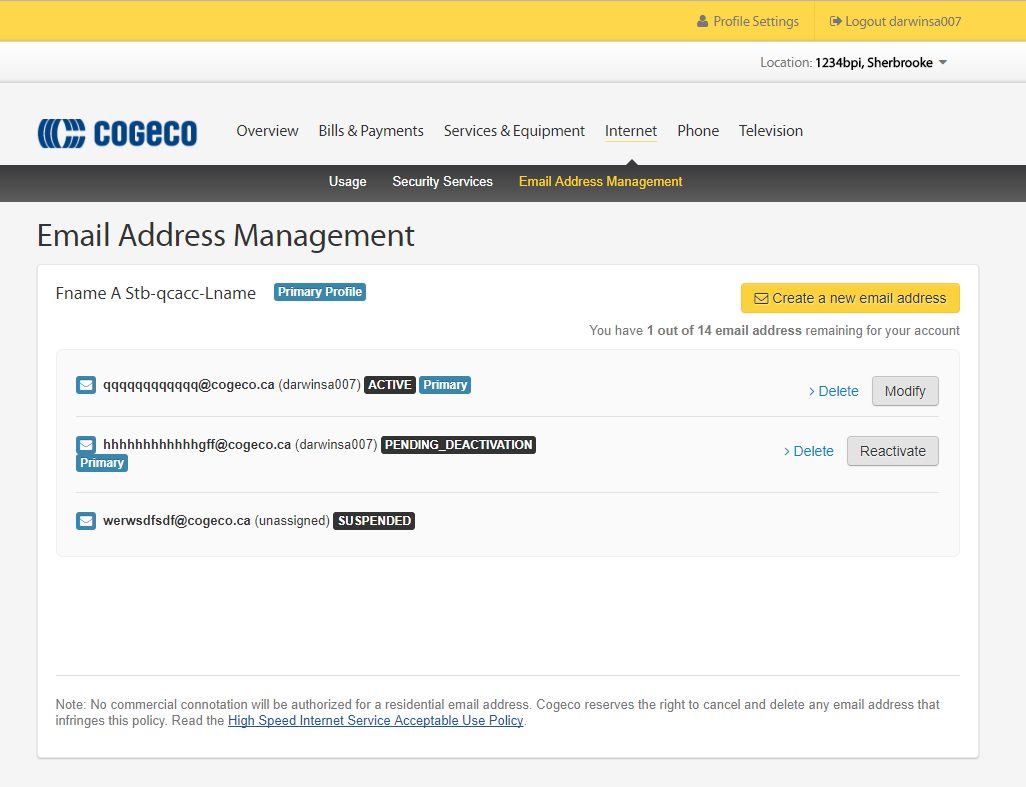 Profile Settings Logout darwinsa007
Location: 1234bpi, Sherbrooke
COGECO Overview Bills & Payments Services & Equipment Internet Phone Television
Usage Security Services Email Address Management
Email Address Management
Fname A Stb-qcacc-Lname Primary Profile
Create a new email address
You have 1 out of 14 email address remaining for your account
qqqqqqqqqqqq@cogeco.ca (darwinsa007) ACTIVE Primary > Delete Modify
hhhhhhhhhhhhgff@cogeco.ca (darwinsa007) PENDING_DEACTIVATION > Delete Reactivate
Primary
werwsdfsdf@cogeco.ca (unassigned) SUSPENDED
Note: No commercial connotation will be authorized for a residential email address. Cogeco reserves the right to cancel and delete any email address that
infringes this policy. Read the High Speed Internet Service Acceptable Use Policy.